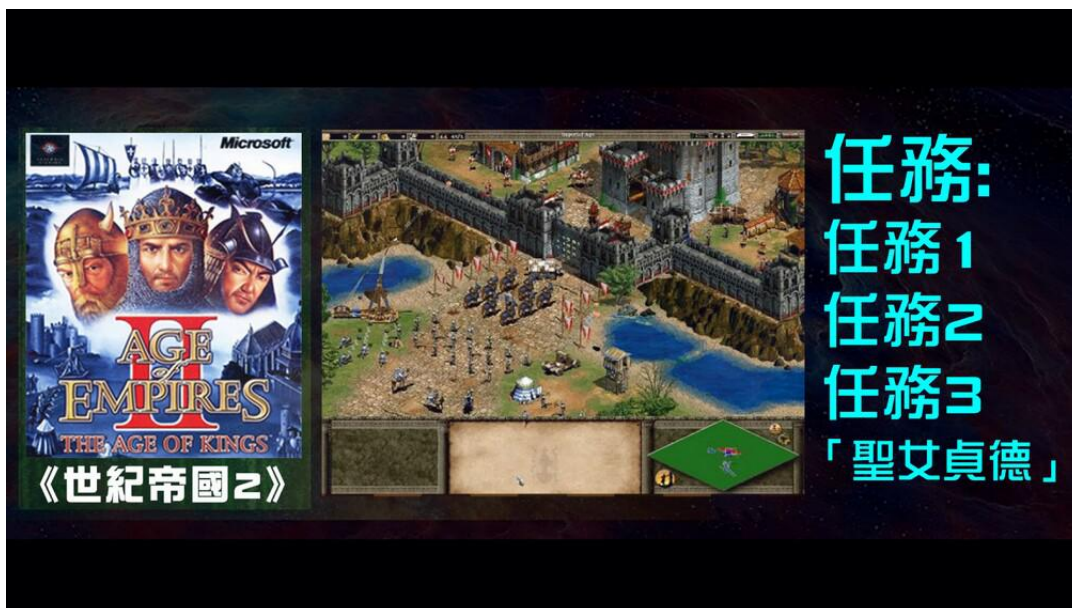 Microsoft
AGE
of
EMPIRES
II
THE AGE OF KINGS
《世紀帝國2》
任務:
任務1
任務2
任務3
「聖女貞德」